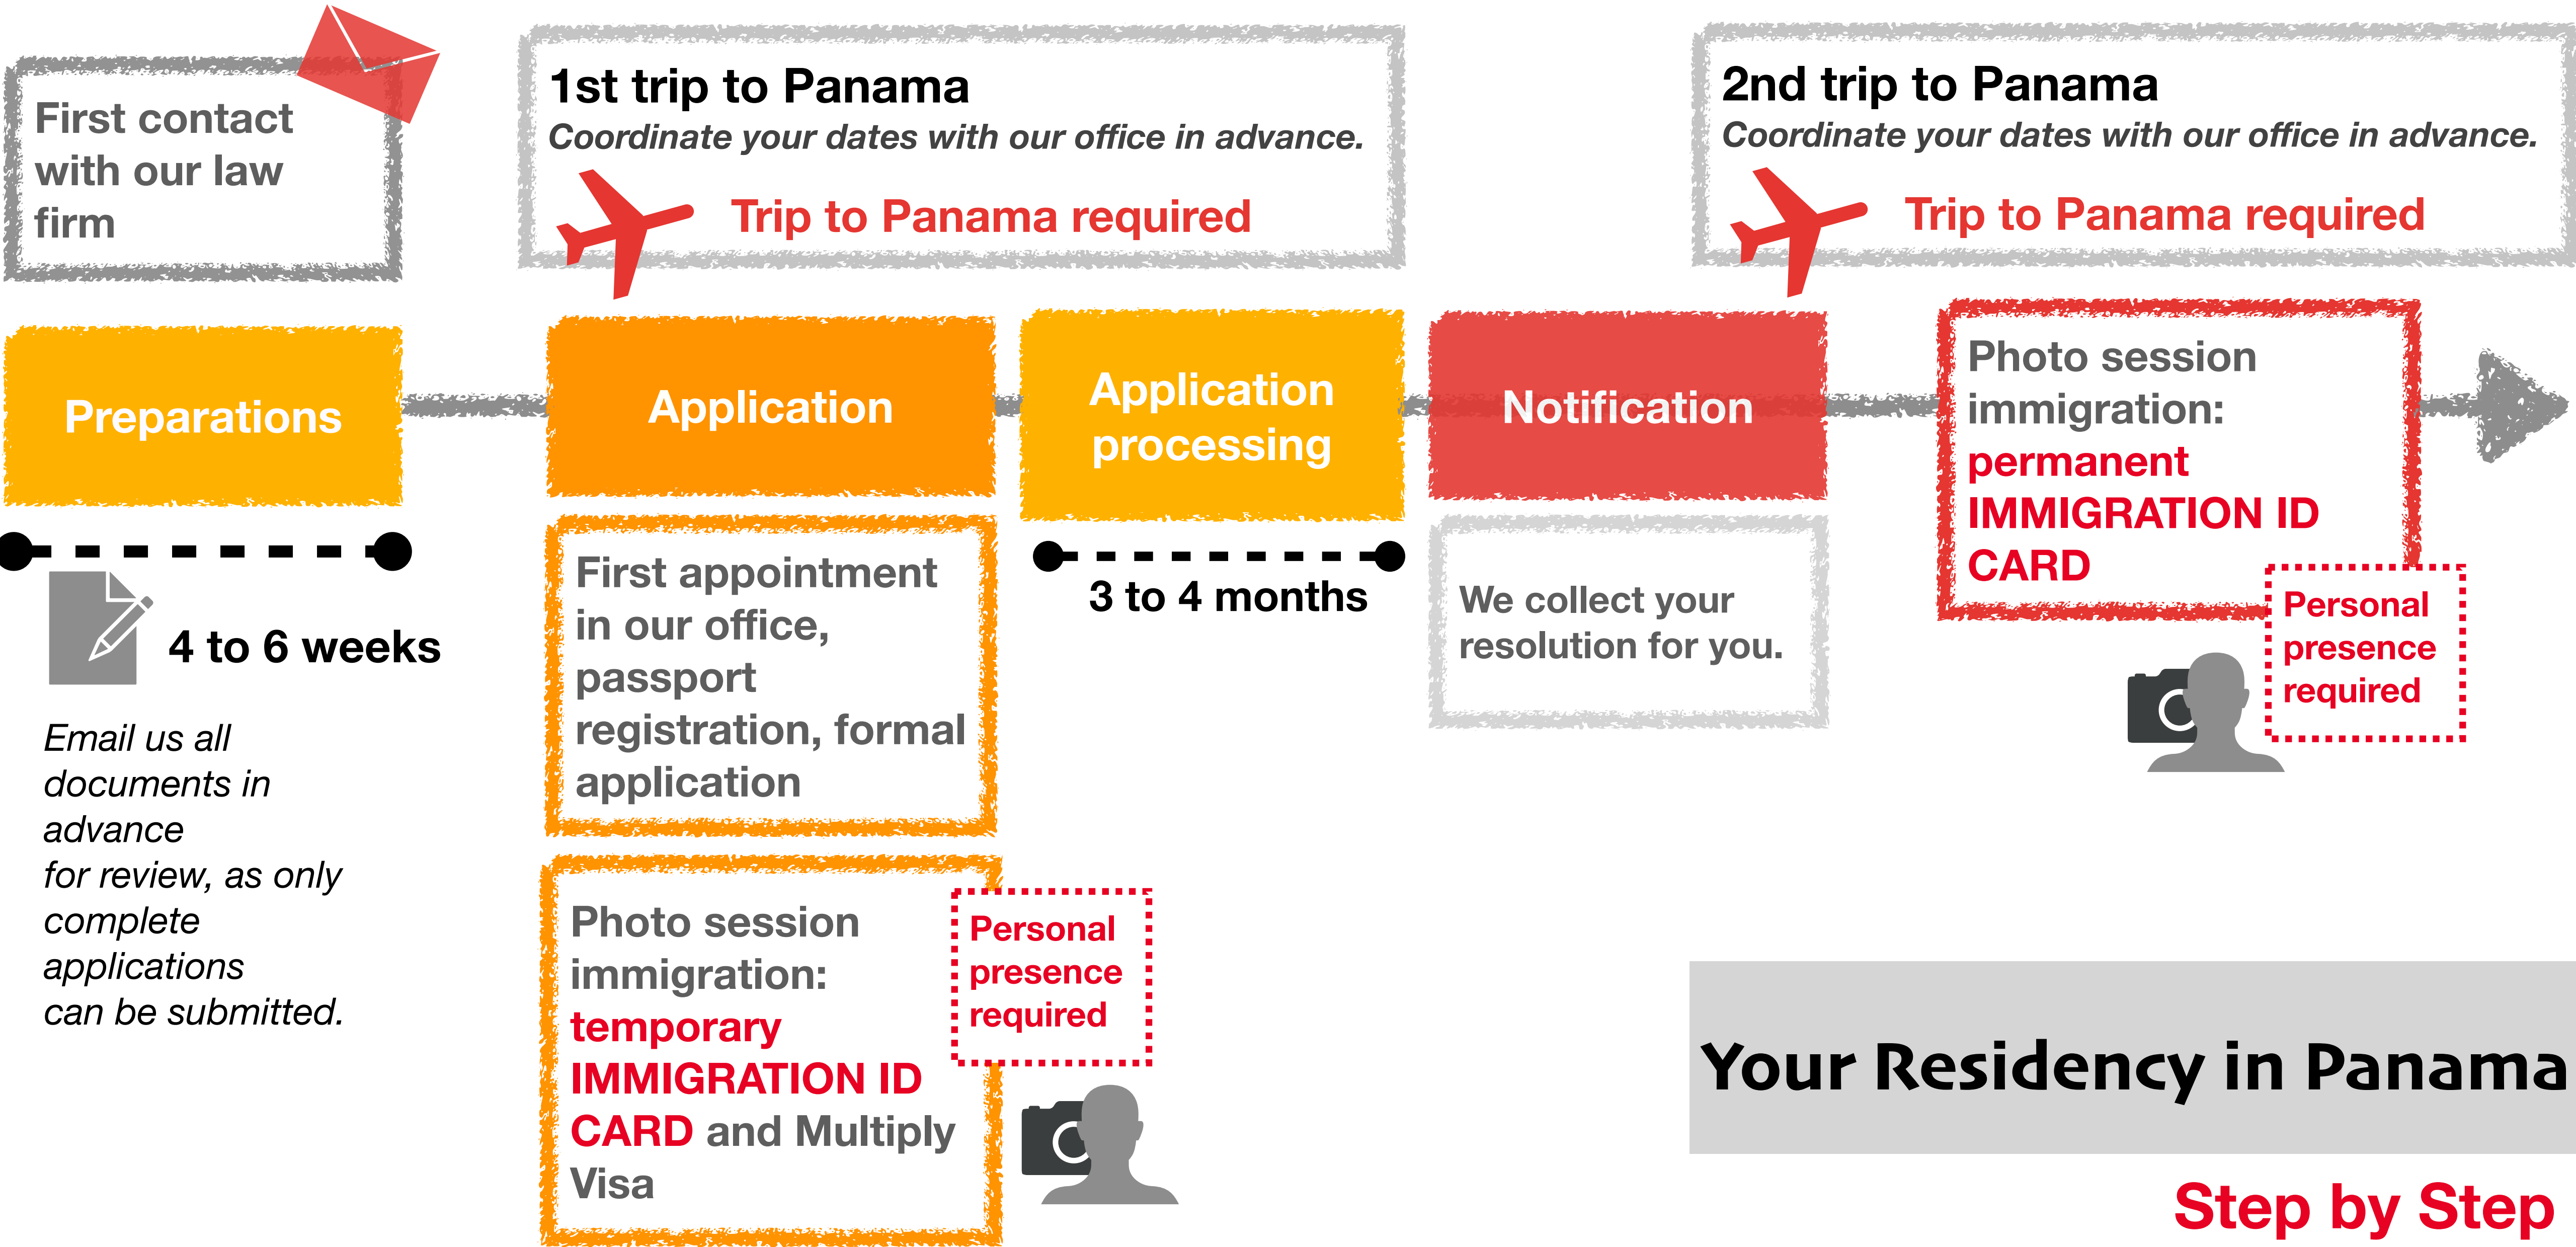 First contact
with our law
firm
1st trip to Panama
Coordinate your dates with our office in advance.
Trip to Panama required
2nd trip to Panama
Coordinate your dates with our office in advance.
Trip to Panama required
Preparations
4 to 6 weeks
Email us all
documents in
advance
for review, as only
complete
applications
can be submitted.
Application
First appointment
in our office,
passport
registration, formal
application
Photo session
immigration:
temporary
IMMIGRATION ID
CARD and Multiply
Visa
Personal
presence
required
Application
processing
3 to 4 months
Notification
We collect your
resolution for you.
Photo session
immigration:
permanent
IMMIGRATION ID
CARD
Personal
presence
required
Your Residency in Panama
Step by Step